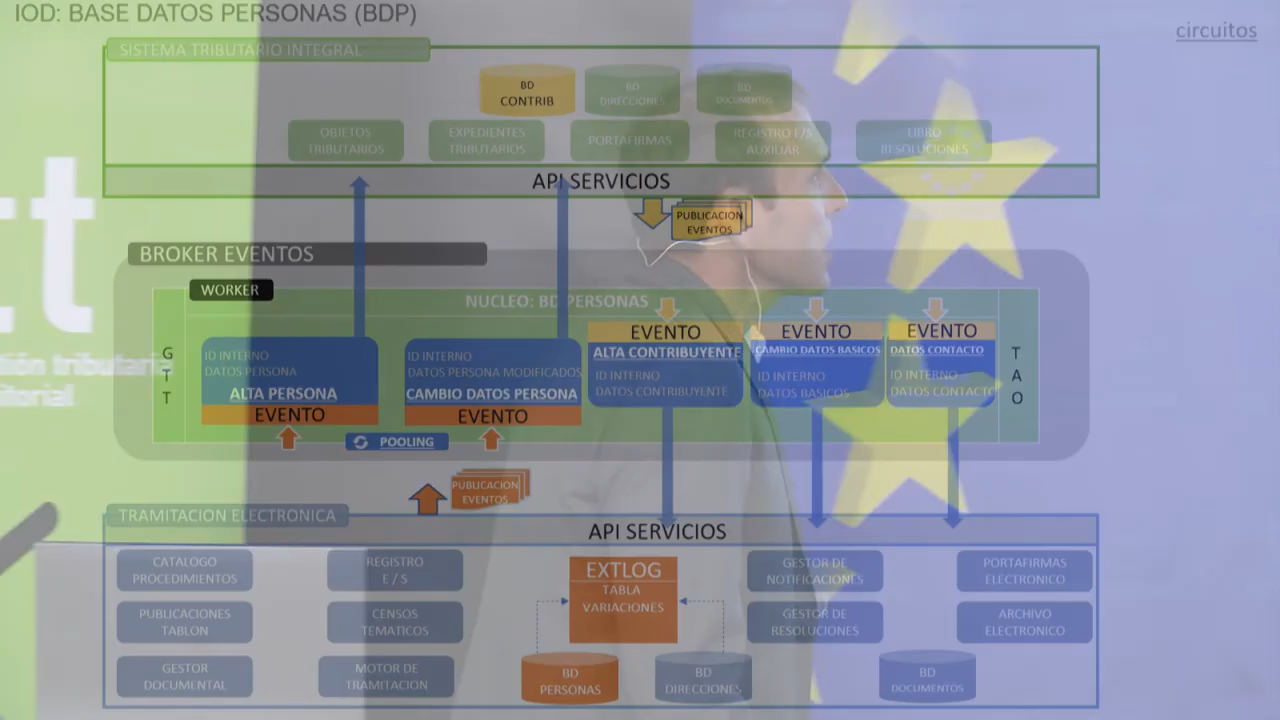 IOD: BASE DATOS PERSONAS (BDP)
circuitos
SISTEMA TRIBUTARIO INTEGRAL
BD
CONTRIB
BD
DIRECCIONES
BD
DOCUMENTOS
OBJETOS
TRIBUTARIOS
EXPEDIENTES
TRIBUTARIOS
PORTAFIRMAS
REGISTRO E/S
AUXILIAR
LIBRO
RESOLUCIONES
API SERVICIOS
PUBLICACION
EVENTOS
BROKER EVENTOS
WORKER
NUCLEO: BD PERSONAS
G
T
T
ID INTERNO
DATOS PERSONA
ALTA PERSONA
EVENTO
ID INTERNO
DATOS PERSONA MODIFICADOS
CAMBIO DATOS PERSONA
EVENTO
EVENTO
ALTA CONTRIBUYENTE
ID INTERNO
DATOS CONTRIBUYENTE
EVENTO
CAMBIO DATOS BASICOS
ID INTERNO
DATOS BASICOS
EVENTO
DATOS CONTACTO
ID INTERNO
DATOS CONTACTO
T
A
O
ión tributaria
itorial
POOLING
PUBLICACION
EVENTOS
TRAMITACION ELECTRONICA
API SERVICIOS
CATALOGO
PROCEDIMIENTOS
REGISTRO
E / S
EXTLOG
TABLA
VARIACIONES
GESTOR DE
NOTIFICACIONES
PORTAFIRMAS
ELECTRONICO
PUBLICACIONES
TABLON
CENSOS
TEMATICOS
GESTOR DE
RESOLUCIONES
ARCHIVO
ELECTRONICO
GESTOR
DOCUMENTAL
MOTOR DE
TRAMITACION
BD
PERSONAS
BD
DIRECCIONES
BD
DOCUMENTOS